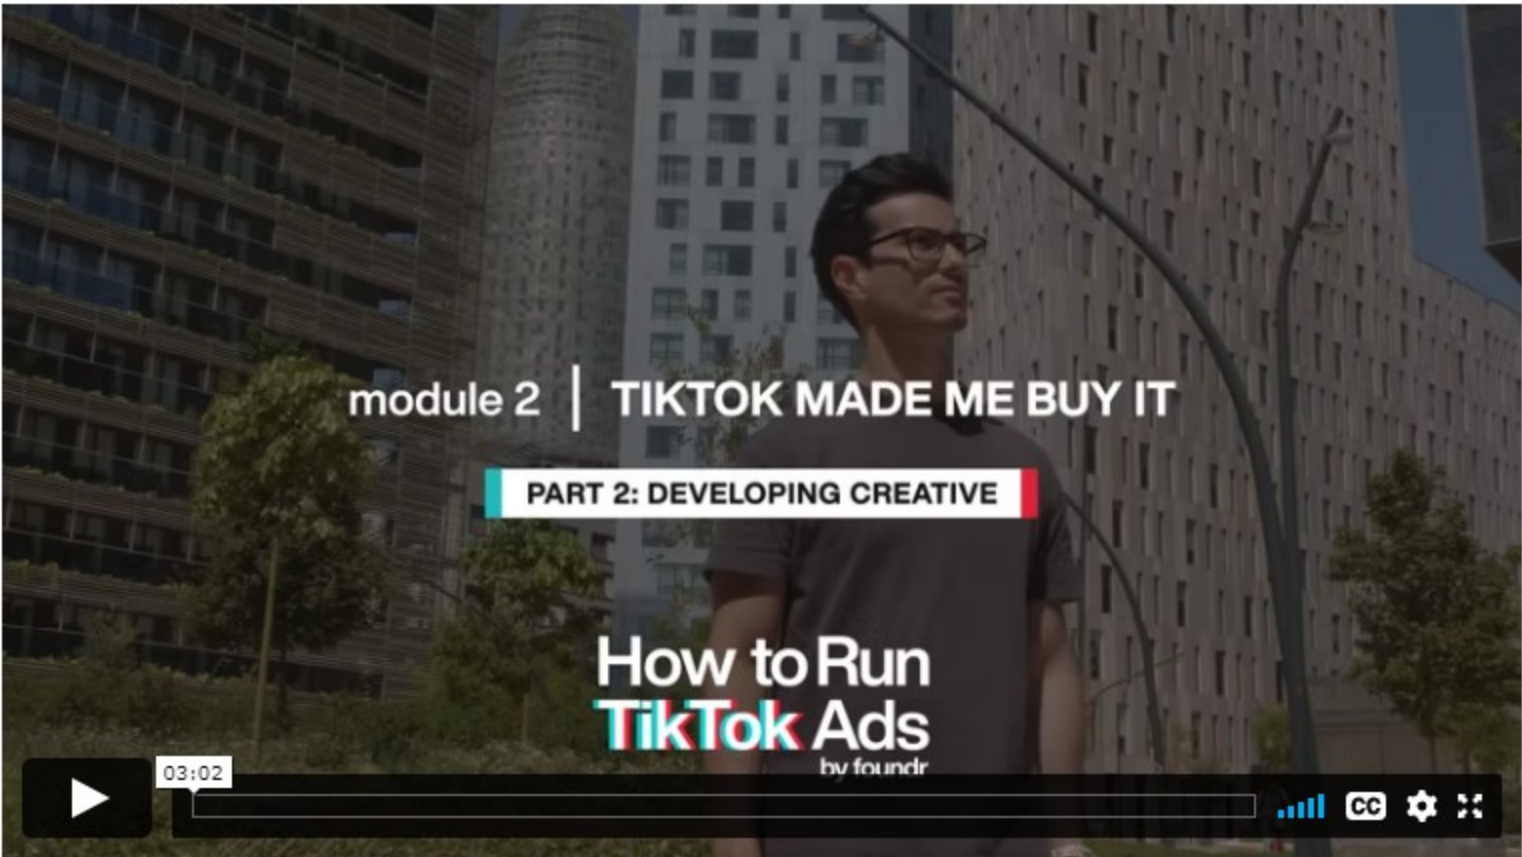 module 2 | TIKTOK MADE ME BUY IT
PART 2: DEVELOPING CREATIVE
How to Run
TikTok Ads
by foundr
03:02
CC